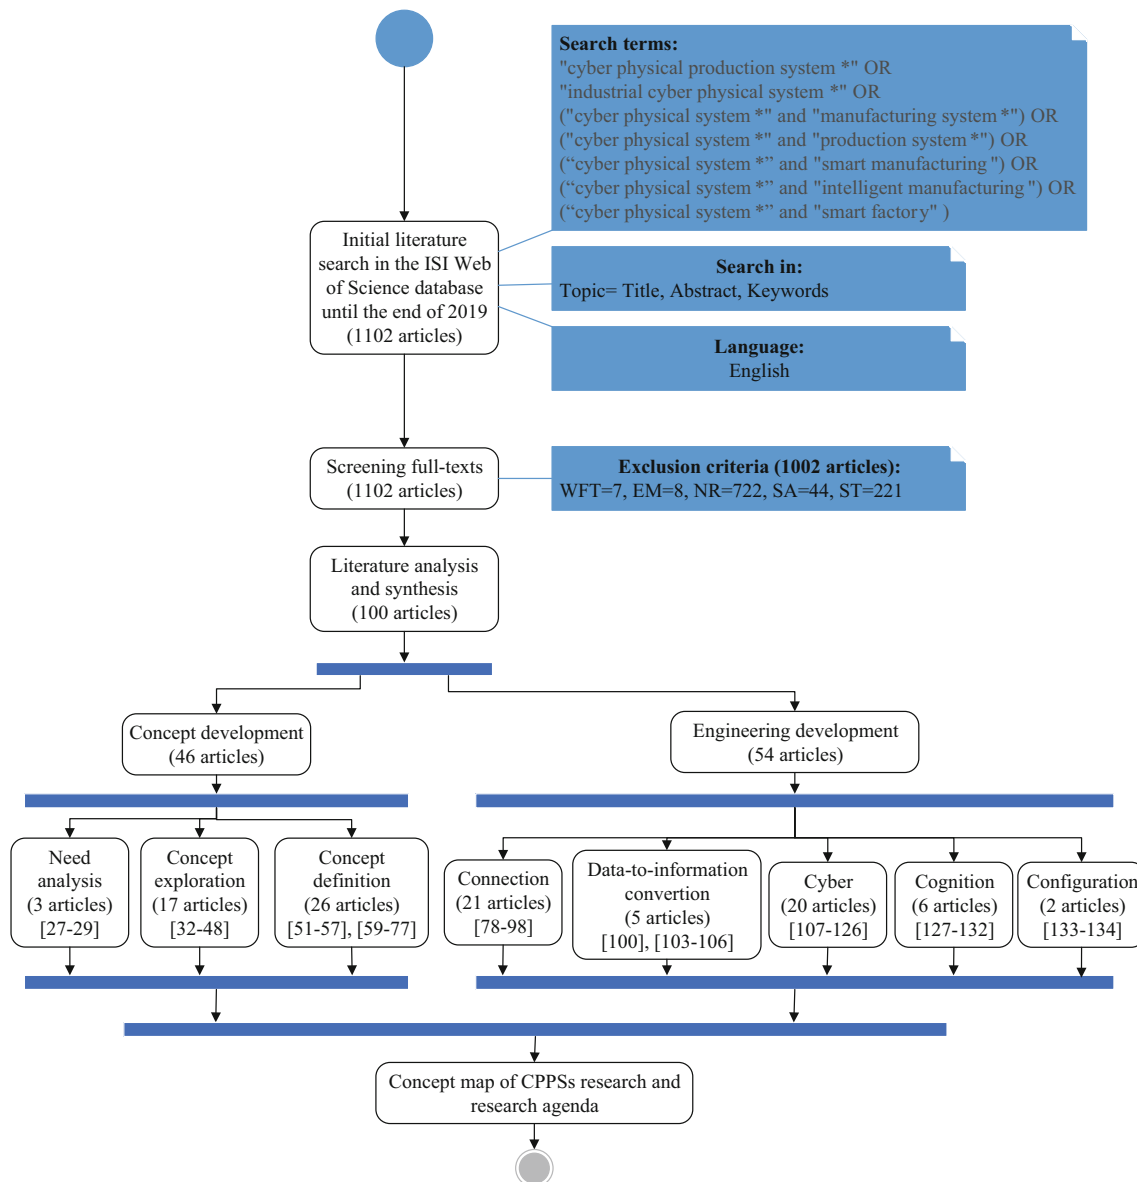 Search terms:
"cyber physical production system *" OR
"industrial cyber physical system *" OR
("cyber physical system *" and "manufacturing system *") OR
("cyber physical system *" and "production system *") OR
(“cyber physical system *” and "smart manufacturing ") OR
(“cyber physical system *” and "intelligent manufacturing ") OR
(“cyber physical system *” and "smart factory" )
Initial literature
search in the ISI Web
of Science database
until the end of 2019
(1102 articles)
Search in:
Topic= Title, Abstract, Keywords
Language:
English
Screening full-texts
(1102 articles)
Exclusion criteria (1002 articles):
WFT=7, EM=8, NR=722, SA=44, ST=221
Literature analysis
and synthesis
(100 articles)
Concept development
(46 articles)
Engineering development
(54 articles)
Need
analysis
(3 articles)
[27-29]
Concept
exploration
(17 articles)
[32-48]
Concept
definition
(26 articles)
[51-57], [59-77]
Connection
(21 articles)
[78-98]
Data-to-information
convertion
(5 articles)
[100], [103-106]
Cyber
(20 articles)
[107-126]
Cognition
(6 articles)
[127-132]
Configuration
(2 articles)
[133-134]
Concept map of CPPSs research and
research agenda